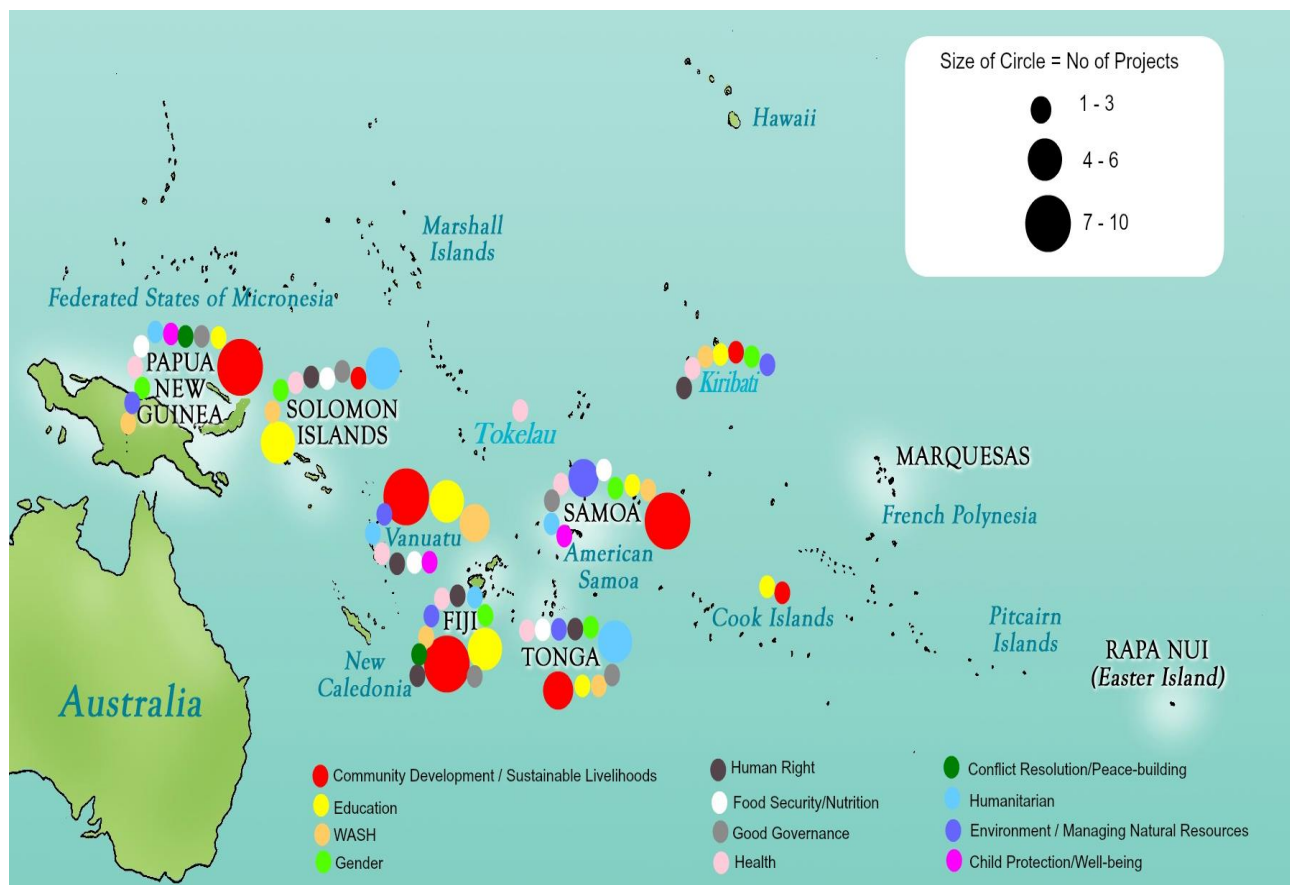 Size of Circle = No of Projects
1 - 3
4 - 6
7 - 10
Hawaii
Marshall
Islands
Federated States of Micronesia
PAPUA
NEW
GUINEA
SOLOMON
ISLANDS
Kiribati
Tokelau
MARQUESAS
French Polynesia
SAMOA
American
Samoa
Vanuatu
FIJI
TONGA
Cook Islands
Pitcairn
Islands
New
Caledonia
RAPA NUI
(Easter Island)
Australia
Community Development / Sustainable Livelihoods
Education
WASH
Gender
Human Right
Food Security/Nutrition
Good Governance
Health
Conflict Resolution/Peace-building
Humanitarian
Environment / Managing Natural Resources
Child Protection/Well-being